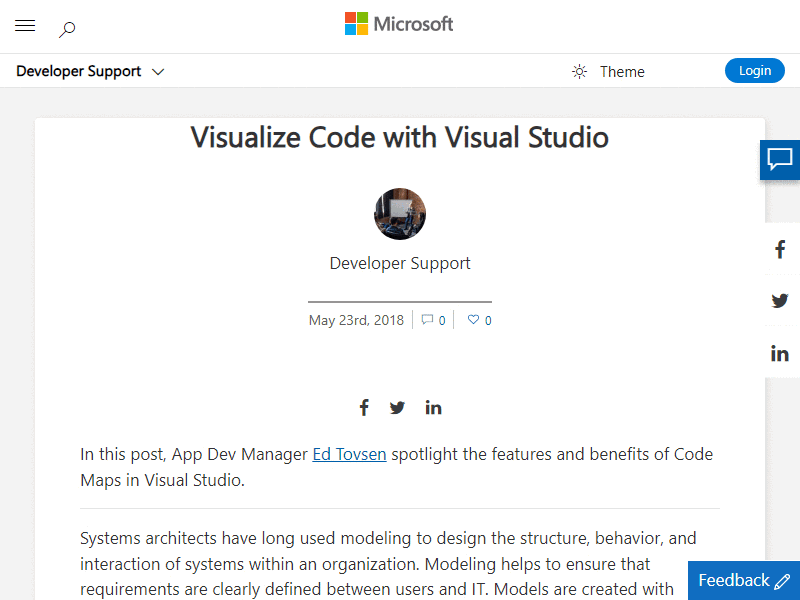 Microsoft
Developer Support
Theme
Login
Visualize Code with Visual Studio
Developer Support
May 23rd, 2018
0
0
In this post, App Dev Manager Ed Tovsen spotlight the features and benefits of Code
Maps in Visual Studio.
Systems architects have long used modeling to design the structure, behavior, and
interaction of systems within an organization. Modeling helps to ensure that
requirements are clearly defined between users and IT. Models are created with
Feedback